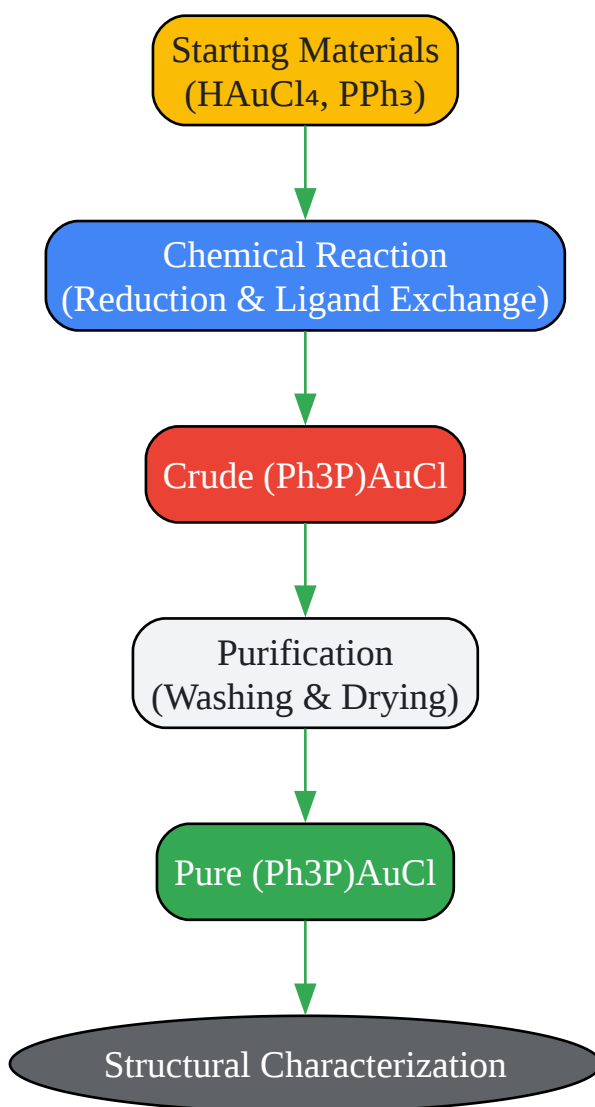 Starting Materials
(HAuCl₄, PPh₃)
Chemical Reaction
(Reduction & Ligand Exchange)
Crude (Ph3P)AuCl
Purification
(Washing & Drying)
Pure (Ph3P)AuCl
Structural Characterization